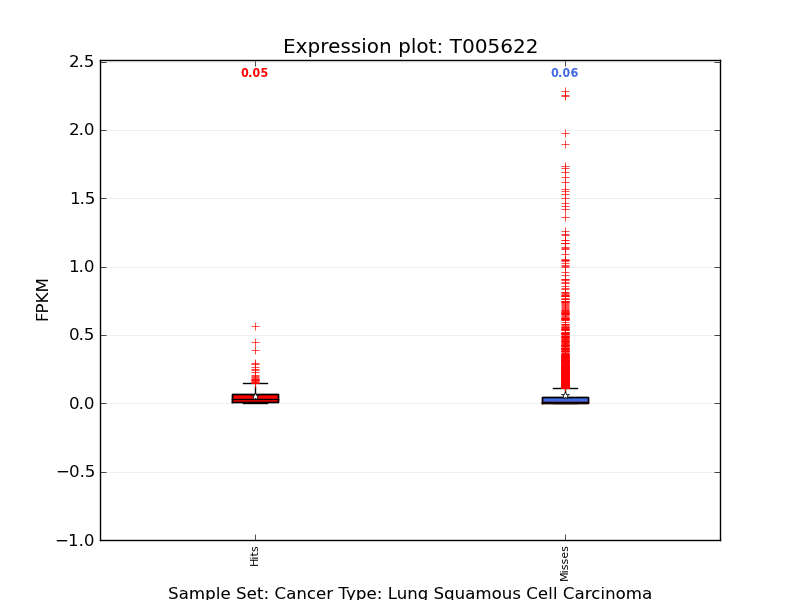 Expression plot: T005622
0.05
0.06
2.5
2.0
1.5
1.0
0.5
0.0
−0.5
−1.0
FPKM
Hits
Misses
Sample Set: Cancer Type: Lung Squamous Cell Carcinoma